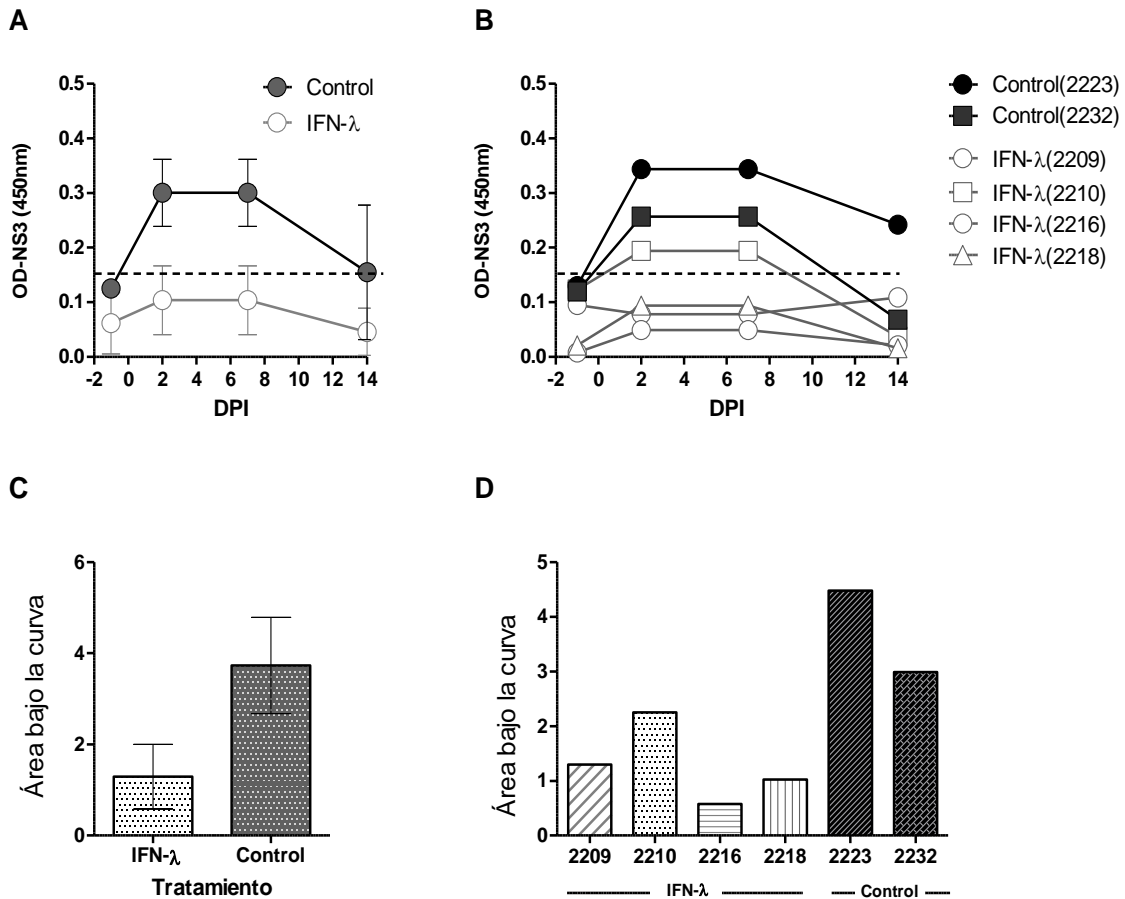 A
0.5
0.4
0.3
0.2
0.1
0.0
OD-NS3 (450nm)
-2 0 2 4 6 8 10 12 14
DPI
Control
IFN-λ
B
0.5
0.4
0.3
0.2
0.1
0.0
OD-NS3 (450nm)
-2 0 2 4 6 8 10 12 14
DPI
Control(2223)
Control(2232)
IFN-λ(2209)
IFN-λ(2210)
IFN-λ(2216)
IFN-λ(2218)
C
6
4
2
0
Área bajo la curva
IFN-λ Control
Tratamiento
D
5
4
3
2
1
0
Área bajo la curva
2209 2210 2216 2218 2223 2232
IFN-λ Control